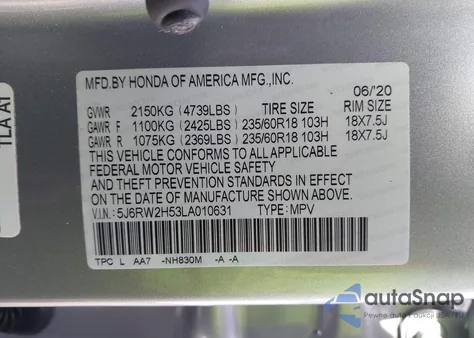 MFD.BY HONDA OF AMERICA MFG.,INC.
06/'20
GVWR 2150KG (4739LBS) TIRE SIZE RIM SIZE
GAWR F 1100KG (2425LBS) 235/60R18 103H 18X7.5J
GAWR R 1075KG (2369LBS) 235/60R18 103H 18X7.5J
THIS VEHICLE CONFORMS TO ALL APPLICABLE
FEDERAL MOTOR VEHICLE SAFETY
AND THEFT PREVENTION STANDARDS IN EFFECT
ON THE DATE OF MANUFACTURE SHOWN ABOVE.
V.I.N: 5J6RW2H53LA010631 TYPE: MPV
TPC L AA7 -NH830M -A -A
TLA A1
autoSnap